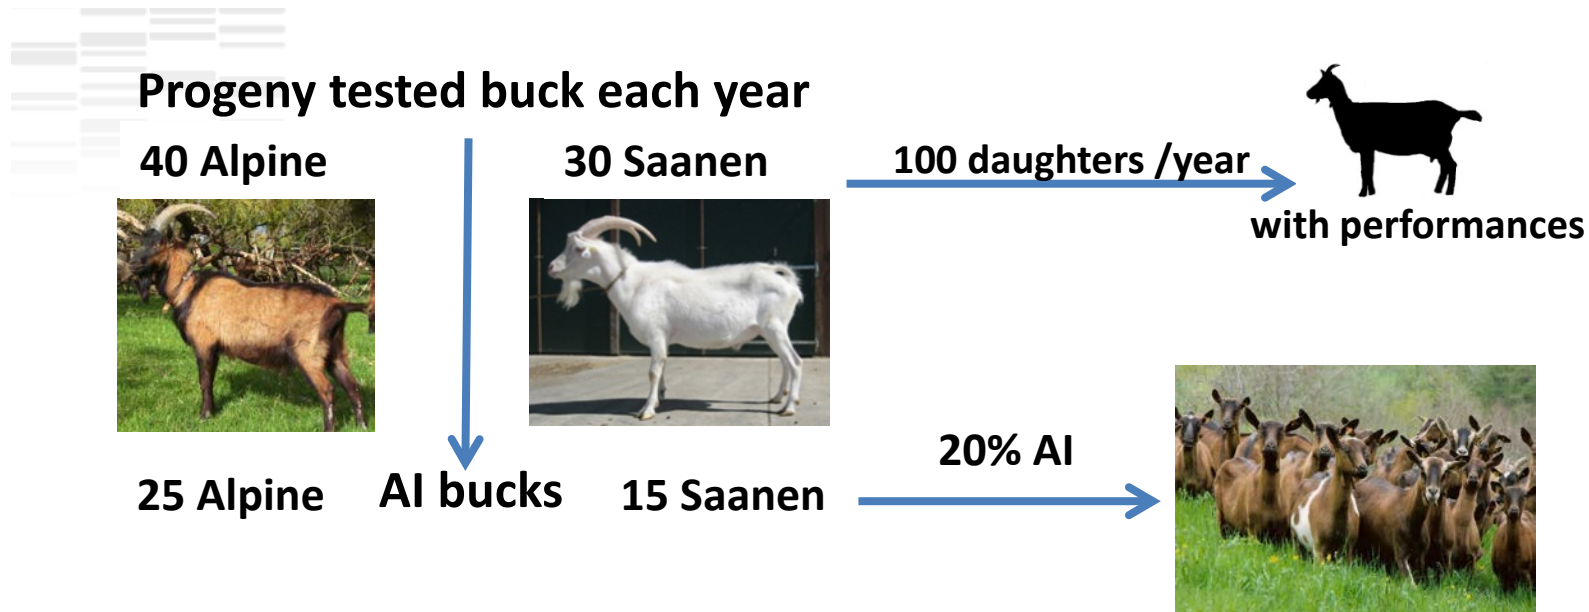 Progeny tested buck each year
40 Alpine
30 Saanen
100 daughters /year
with performances
20% AI
25 Alpine
AI bucks
15 Saanen